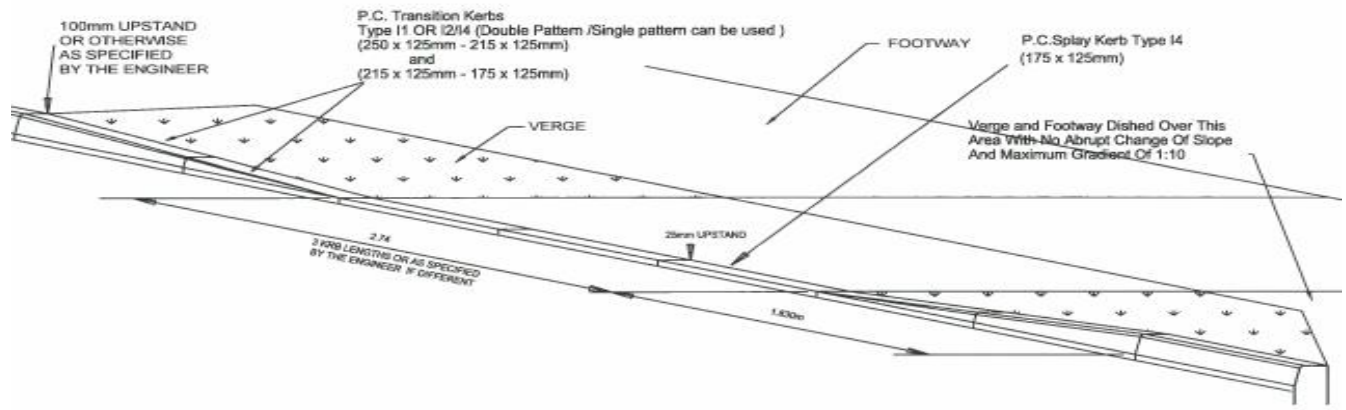 100mm UPSTAND
OR OTHERWISE
AS SPECIFIED
BY THE ENGINEER
P.C. Transition Kerbs
Type I1 OR I2/I4 (Double Pattern /Single pattern can be used )
(250 x 125mm - 215 x 125mm)
and
(215 x 125mm - 175 x 125mm)
FOOTWAY
P.C.Splay Kerb Type I4
(175 x 125mm)
VERGE
Verge and Footway Dished Over This
Area With No Abrupt Change Of Slope
And Maximum Gradient Of 1:10
25mm UPSTAND
2.74
3 KRB LENGTHS OR AS SPECIFIED
BY THE ENGINEER IF DIFFERENT
1.830m